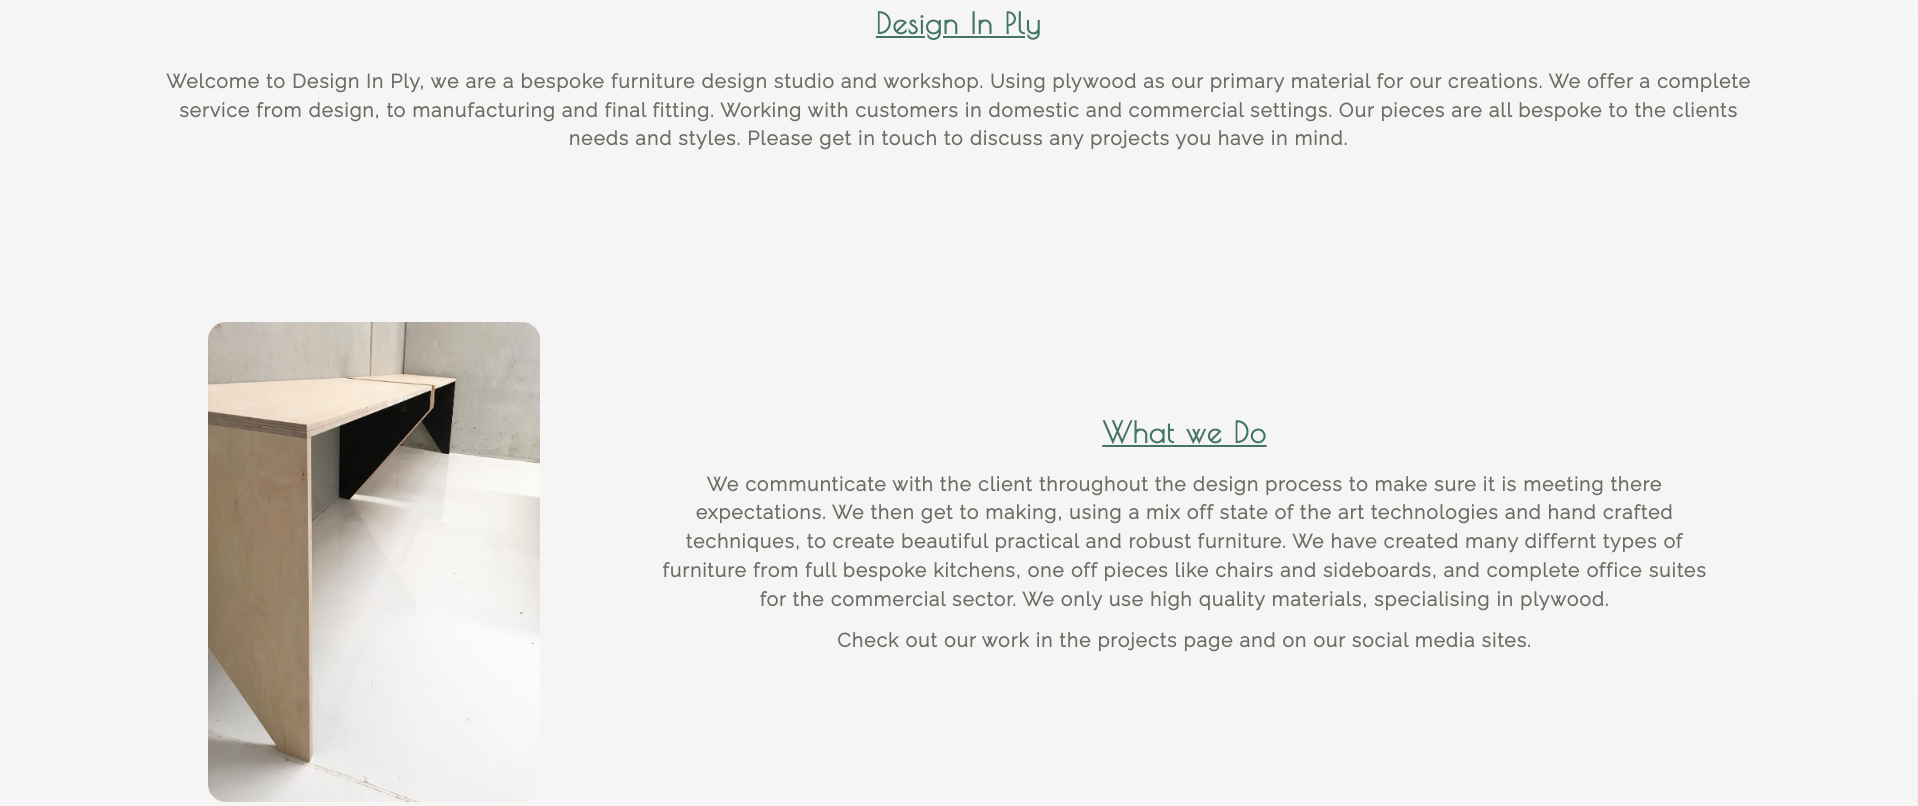 Design In Ply
Welcome to Design In Ply, we are a bespoke furniture design studio and workshop. Using plywood as our primary material for our creations. We offer a complete
service from design, to manufacturing and final fitting. Working with customers in domestic and commercial settings. Our pieces are all bespoke to the clients
needs and styles. Please get in touch to discuss any projects you have in mind.
What we Do
We communticate with the client throughout the design process to make sure it is meeting there
expectations. We then get to making, using a mix off state of the art technologies and hand crafted
techniques, to create beautiful practical and robust furniture. We have created many differnt types of
furniture from full bespoke kitchens, one off pieces like chairs and sideboards, and complete office suites
for the commercial sector. We only use high quality materials, specialising in plywood.
Check out our work in the projects page and on our social media sites.